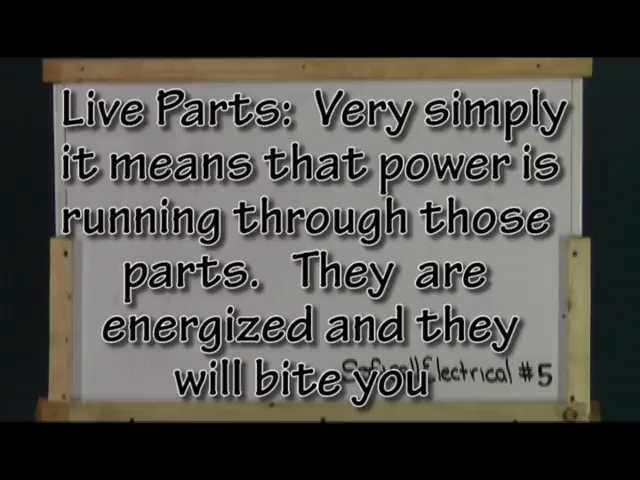 Live Parts: Very simply
it means that power is
running through those
parts. They are
energized and they
will bite you
Electrical #5